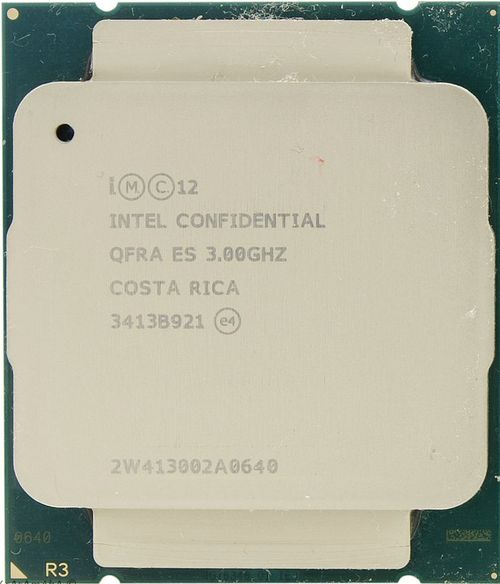 i Ⓜ Ⓒ 12
INTEL CONFIDENTIAL
QFRA ES 3.00GHZ
COSTA RICA
3413B921 e4
2W413002A0640
0640
R3